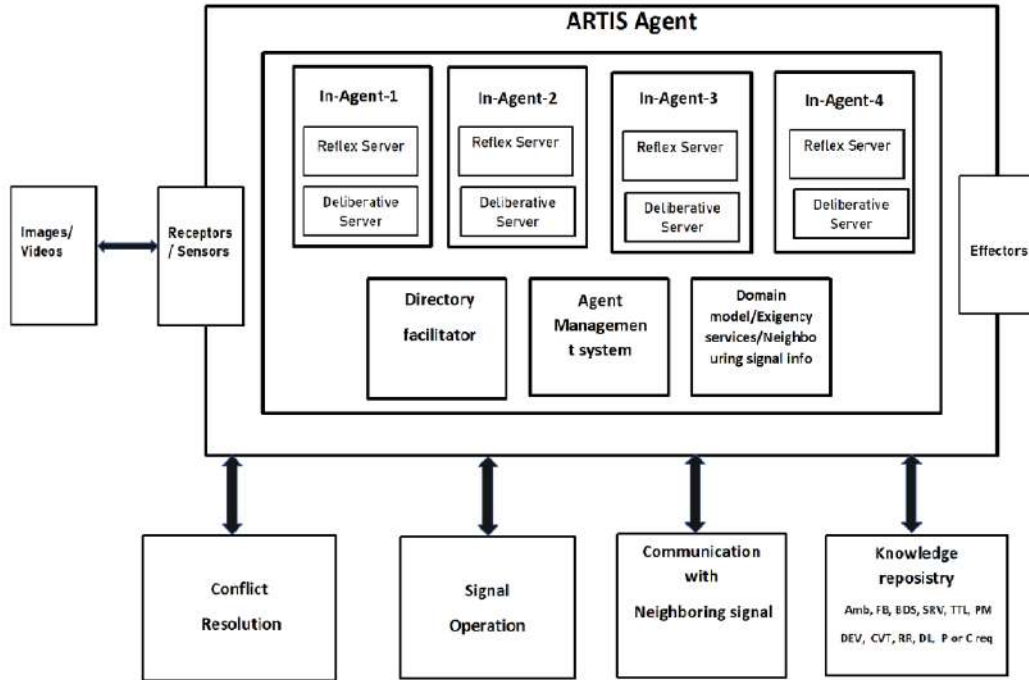 ARTIS Agent
In-Agent-1
Reflex Server
Deliberative
Server
In-Agent-2
Reflex Server
Deliberative
Server
In-Agent-3
Reflex Server
Deliberative
Server
In-Agent-4
Reflex Server
Deliberative
Server
Images/
Videos
Receptors
/ Sensors
Effectors
Directory
facilitator
Agent
Managemen
t system
Domain
model/Exigency
services/Neighbo
uring signal info
Conflict
Resolution
Signal
Operation
Communication
with
Neighboring signal
Knowledge
reposistry
Amb, FB, BDS, SRV, TTL, PM
DEV, CVT, RR, DL, P or C req